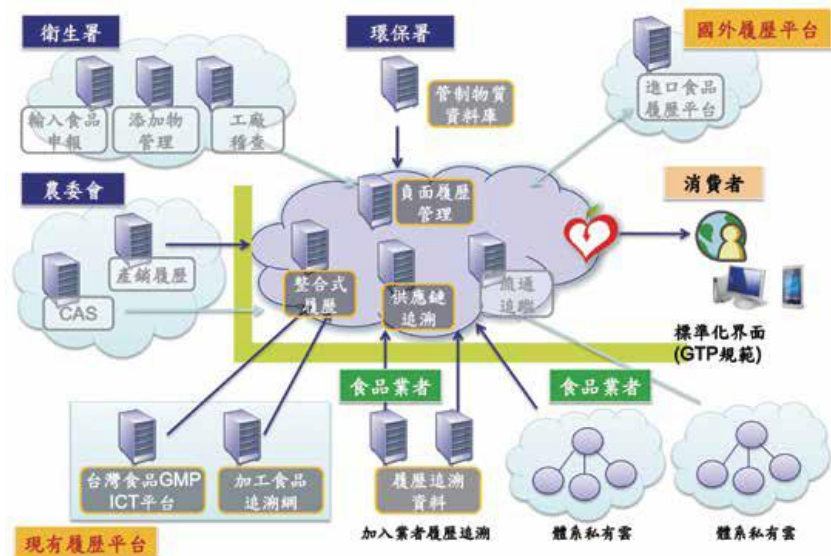 衛生署
環保署
國外履歷平台
輸入食品
申報
添加物
管理
工廠
稽查
管制物質
資料庫
進口食品
履歷平台
農委會
產銷履歷
CAS
負面履歷
管理
消費者
整合式
履歷
供應鏈
追溯
流通
追蹤
標準化界面
(GTP規範)
食品業者
食品業者
台灣食品GMP
ICT平台
加工食品
追溯網
履歷追溯
資料
現有履歷平台
加入業者履歷追溯
體系私有雲
體系私有雲